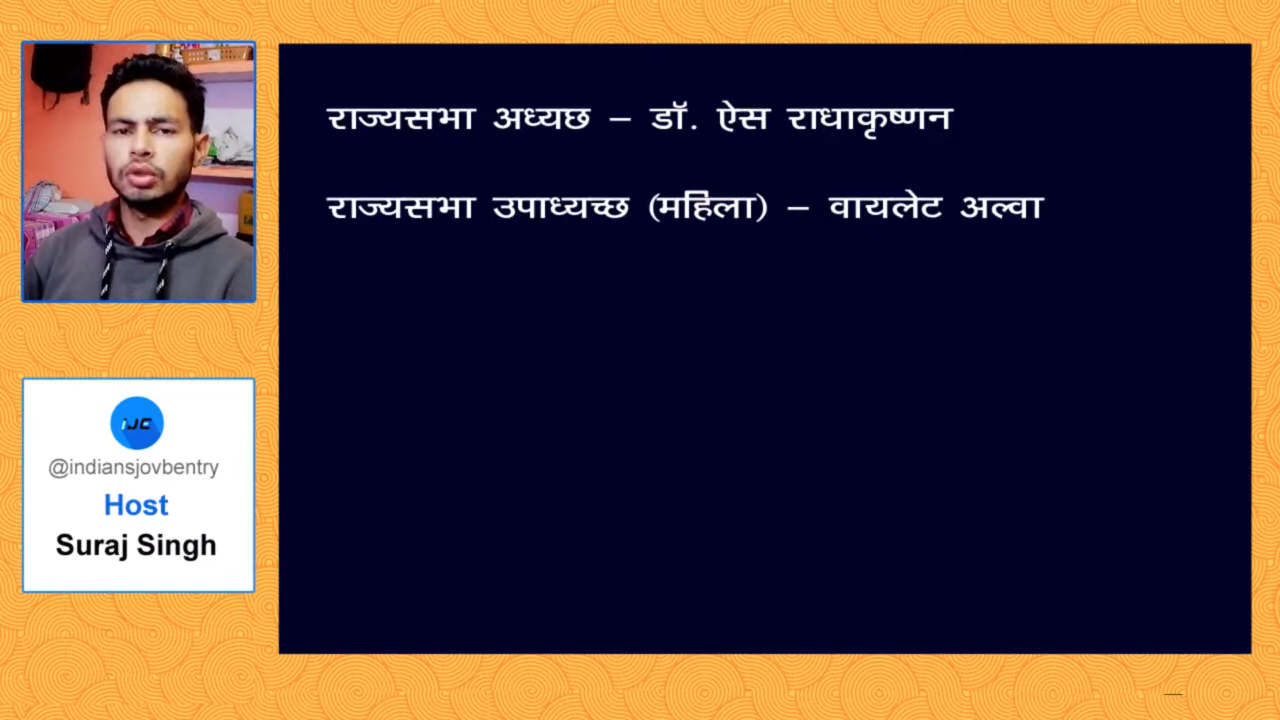 राज्यसभा अध्यछ – डॉ. ऐस राधाकृष्णन
राज्यसभा उपाध्यच्छ (महिला) – वायलेट अल्वा
iJC
@indiansjovbentry
Host
Suraj Singh